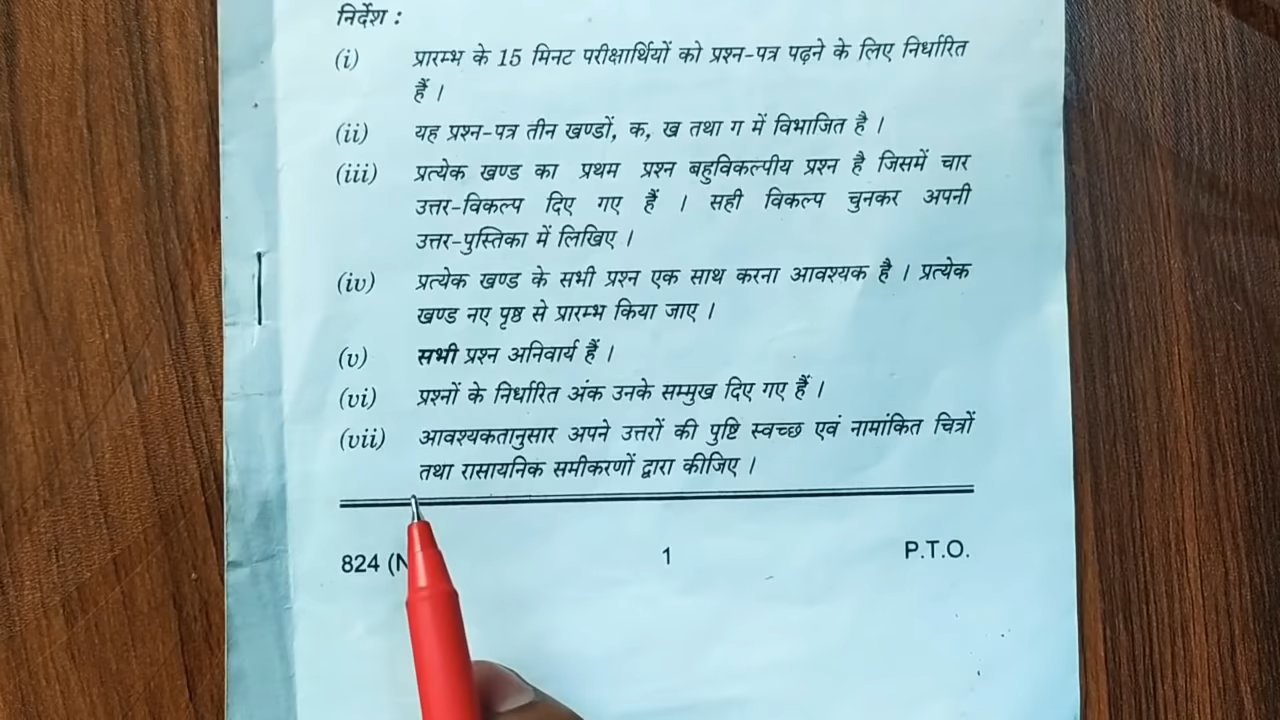 निर्देश :
(i) प्रारम्भ के 15 मिनट परीक्षार्थियों को प्रश्न-पत्र पढ़ने के लिए निर्धारित
हैं ।
(ii) यह प्रश्न-पत्र तीन खण्डों, क, ख तथा ग में विभाजित है ।
(iii) प्रत्येक खण्ड का प्रथम प्रश्न बहुविकल्पीय प्रश्न है जिसमें चार
उत्तर-विकल्प दिए गए हैं । सही विकल्प चुनकर अपनी
उत्तर-पुस्तिका में लिखिए ।
(iv) प्रत्येक खण्ड के सभी प्रश्न एक साथ करना आवश्यक है । प्रत्येक
खण्ड नए पृष्ठ से प्रारम्भ किया जाए ।
(v) सभी प्रश्न अनिवार्य हैं ।
(vi) प्रश्नों के निर्धारित अंक उनके सम्मुख दिए गए हैं ।
(vii) आवश्यकतानुसार अपने उत्तरों की पुष्टि स्वच्छ एवं नामांकित चित्रों
तथा रासायनिक समीकरणों द्वारा कीजिए ।
824 1 P.T.O.